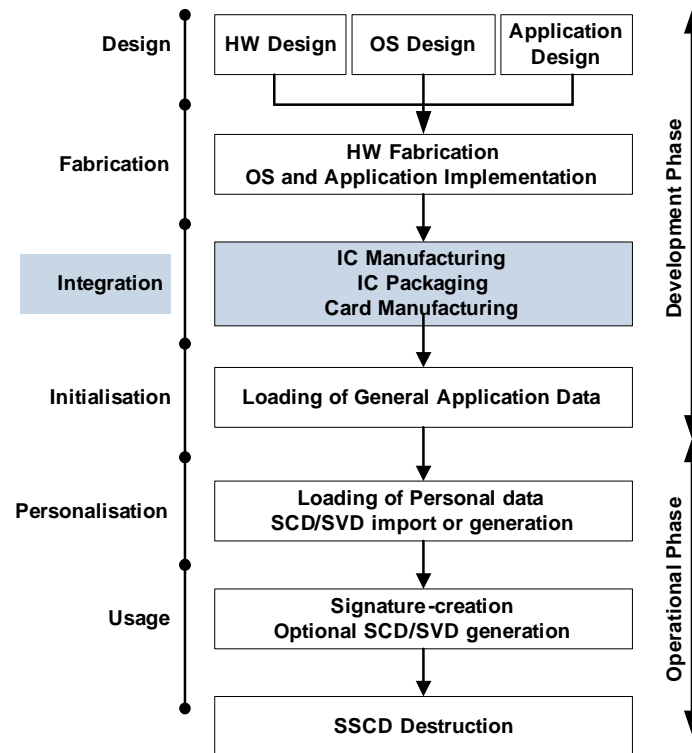 Design
HW Design
OS Design
Application
Design
Fabrication
HW Fabrication
OS and Application Implementation
Integration
IC Manufacturing
IC Packaging
Card Manufacturing
Initialisation
Loading of General Application Data
Development Phase
Personalisation
Loading of Personal data
SCD/SVD import or generation
Usage
Signature-creation
Optional SCD/SVD generation
SSCD Destruction
Operational Phase